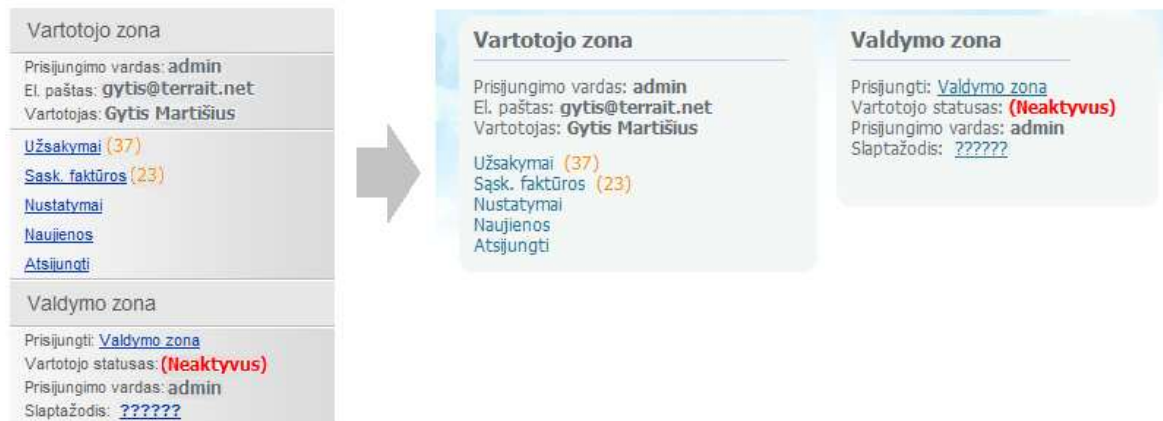 Vartotojo zona
Prisijungimo vardas: admin
El. paštas: gytis@terrait.net
Vartotojas: Gytis Martišius
Užsakymai (37)
Sask. faktūros (23)
Nustatymai
Naujienos
Atsijungti
Valdymo zona
Prisijungti: Valdymo zona
Vartotojo statusas: (Neaktyvus)
Prisijungimo vardas: admin
Slaptažodis: ??????
Vartotojo zona
Prisijungimo vardas: admin
El. paštas: gytis@terrait.net
Vartotojas: Gytis Martišius
Užsakymai (37)
Sąsk. faktūros (23)
Nustatymai
Naujienos
Atsijungti
Valdymo zona
Prisijungti: Valdymo zona
Vartotojo statusas: (Neaktyvus)
Prisijungimo vardas: admin
Slaptažodis: ??????